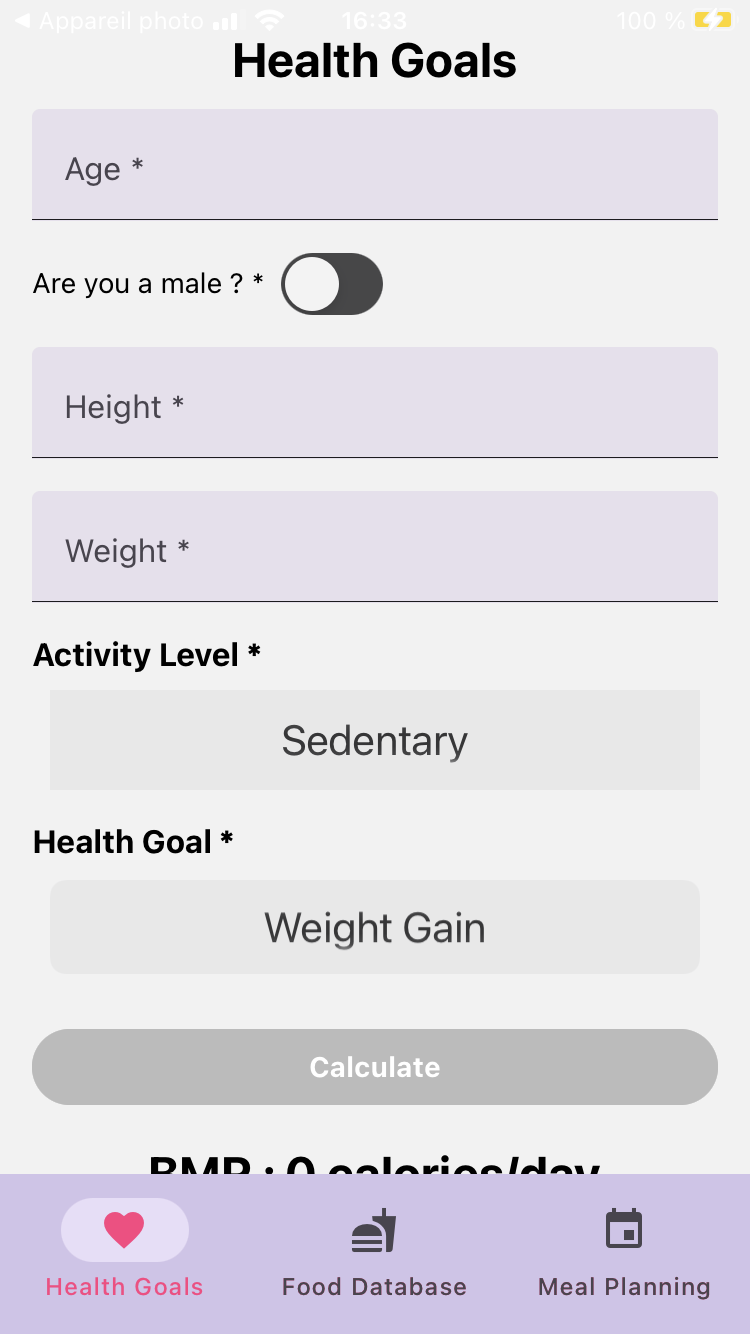 ◀ Appareil photo 16:33 100 %
Health Goals
Age *
Are you a male ? *
Height *
Weight *
Activity Level *
Sedentary
Health Goal *
Weight Gain
Calculate
BMR : 0 calories/day
Health Goals Food Database Meal Planning